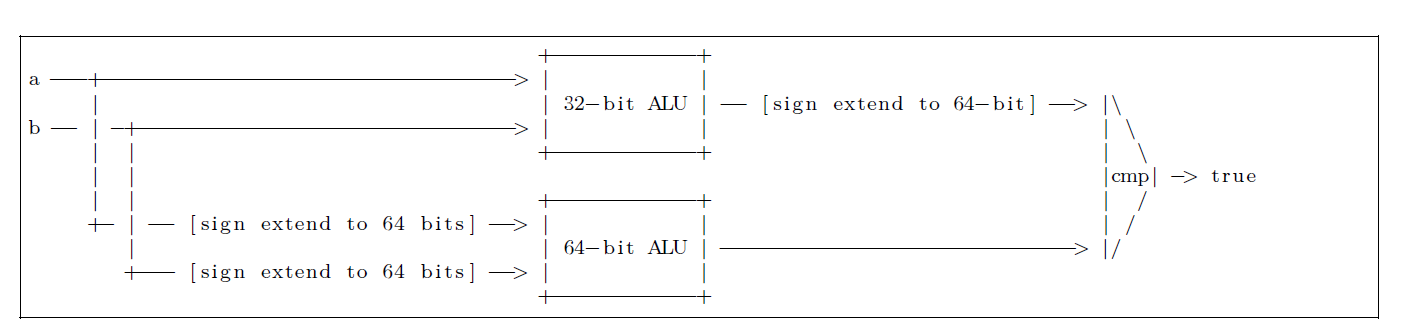 a
32-bit ALU — [sign extend to 64-bit] —> |\
b
cmp -> true
[sign extend to 64 bits] —>
64-bit ALU
[sign extend to 64 bits] —>